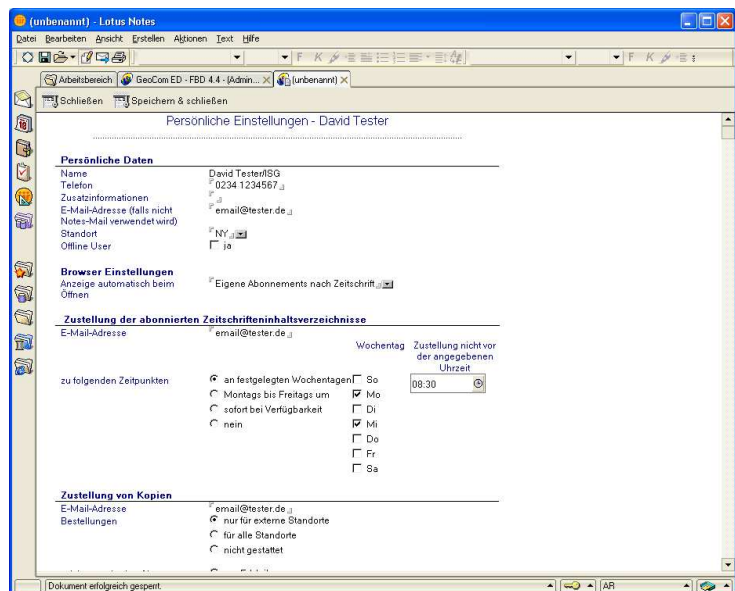 (unbenannt) - Lotus Notes
Datei Bearbeiten Ansicht Erstellen Aktionen Text Hilfe
F K
F K
Arbeitsbereich GeoCom ED - FBD 4.4 - (Admin... (unbenannt)
Schließen Speichern & schließen
Persönliche Einstellungen - David Tester
Persönliche Daten
Name David Tester/ISG
Telefon 0234 1234567
Zusatzinformationen
E-Mail-Adresse (falls nicht Notes-Mail verwendet wird) email@tester.de
Standort NY
Offline User ja
Browser Einstellungen
Anzeige automatisch beim Öffnen Eigene Abonnements nach Zeitschrift
Zustellung der abonnierten Zeitschrifteninhaltsverzeichnisse
E-Mail-Adresse email@tester.de
Wochentag Zustellung nicht vor der angegebenen Uhrzeit
zu folgenden Zeitpunkten an festgelegten Wochentagen So 08:30
Montags bis Freitags um Mo
sofort bei Verfügbarkeit Di
nein Mi
Do
Fr
Sa
Zustellung von Kopien
E-Mail-Adresse email@tester.de
Bestellungen nur für externe Standorte
für alle Standorte
nicht gestattet
Dokument erfolgreich gesperrt. AR